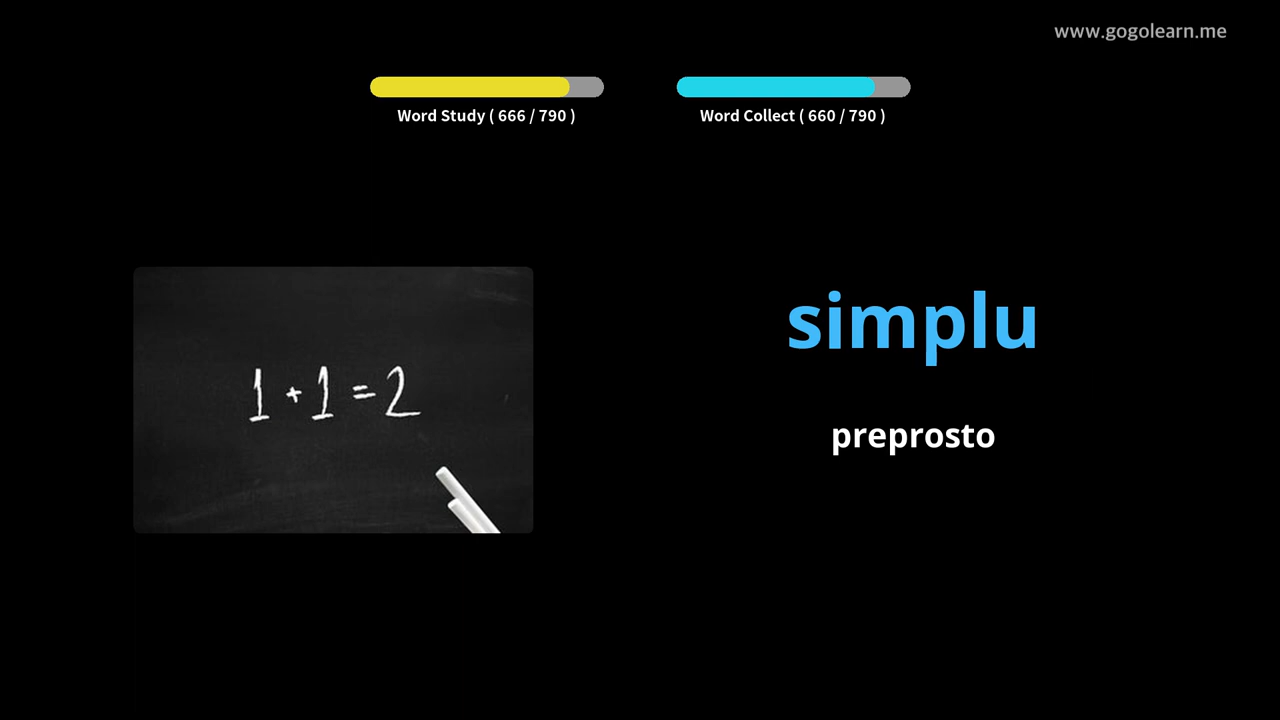 www.gogolearn.me
Word Study ( 666 / 790 )
Word Collect ( 660 / 790 )
1 + 1 = 2
simplu
preprosto